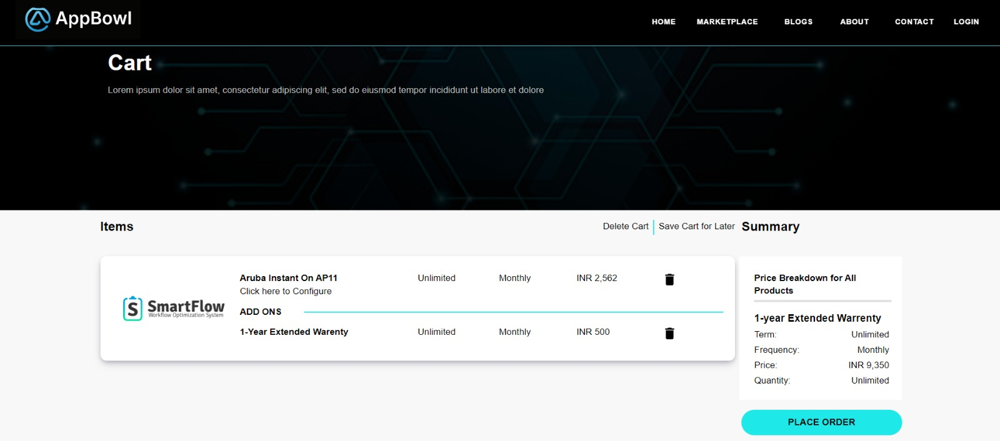 AppBowl
HOME MARKETPLACE BLOGS ABOUT CONTACT LOGIN
Cart
Lorem ipsum dolor sit amet, consectetur adipiscing elit, sed do eiusmod tempor incididunt ut labore et dolore
Items
Delete Cart Save Cart for Later
SmartFlow
Workflow Optimization System
Aruba Instant On AP11 Unlimited Monthly INR 2,562
Click here to Configure
ADD ONS
1-Year Extended Warenty Unlimited Monthly INR 500
Summary
Price Breakdown for All
Products
1-year Extended Warrenty
Term: Unlimited
Frequency: Monthly
Price: INR 9,350
Quantity: Unlimited
PLACE ORDER